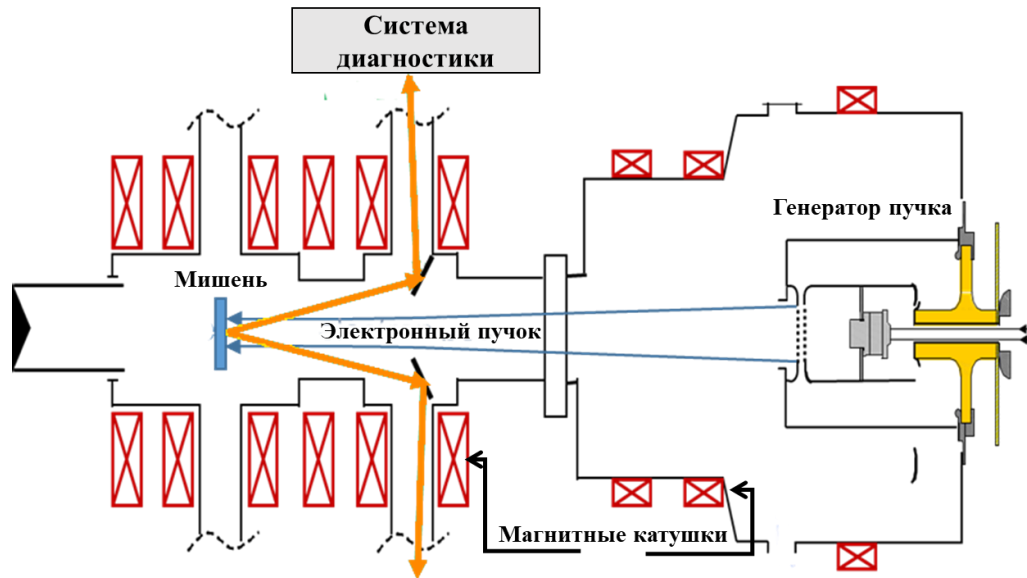 Система
диагностики
Генератор пучка
Мишень
Электронный пучок
Магнитные катушки